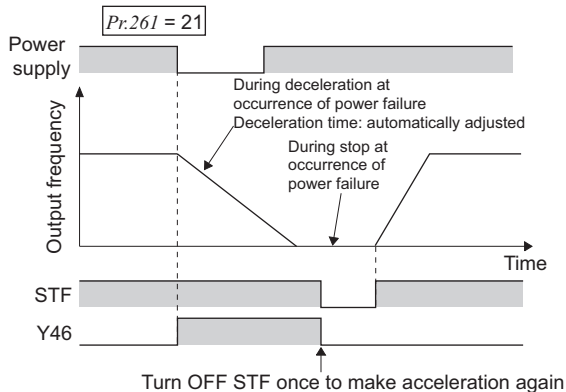 Pr.261 = 21
Power
supply
During deceleration at
occurrence of power failure
Deceleration time: automatically adjusted
During stop at
occurrence of
power failure
Output frequency
Time
STF
Y46
Turn OFF STF once to make acceleration again